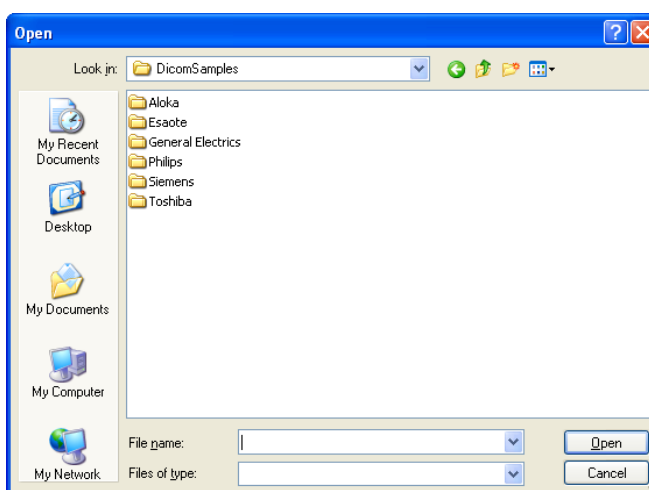 Open
Look in: DicomSamples
Aloka
Esaote
General Electrics
Philips
Siemens
Toshiba
My Recent
Documents
Desktop
My Documents
My Computer
My Network
File name:
Open
Files of type:
Cancel